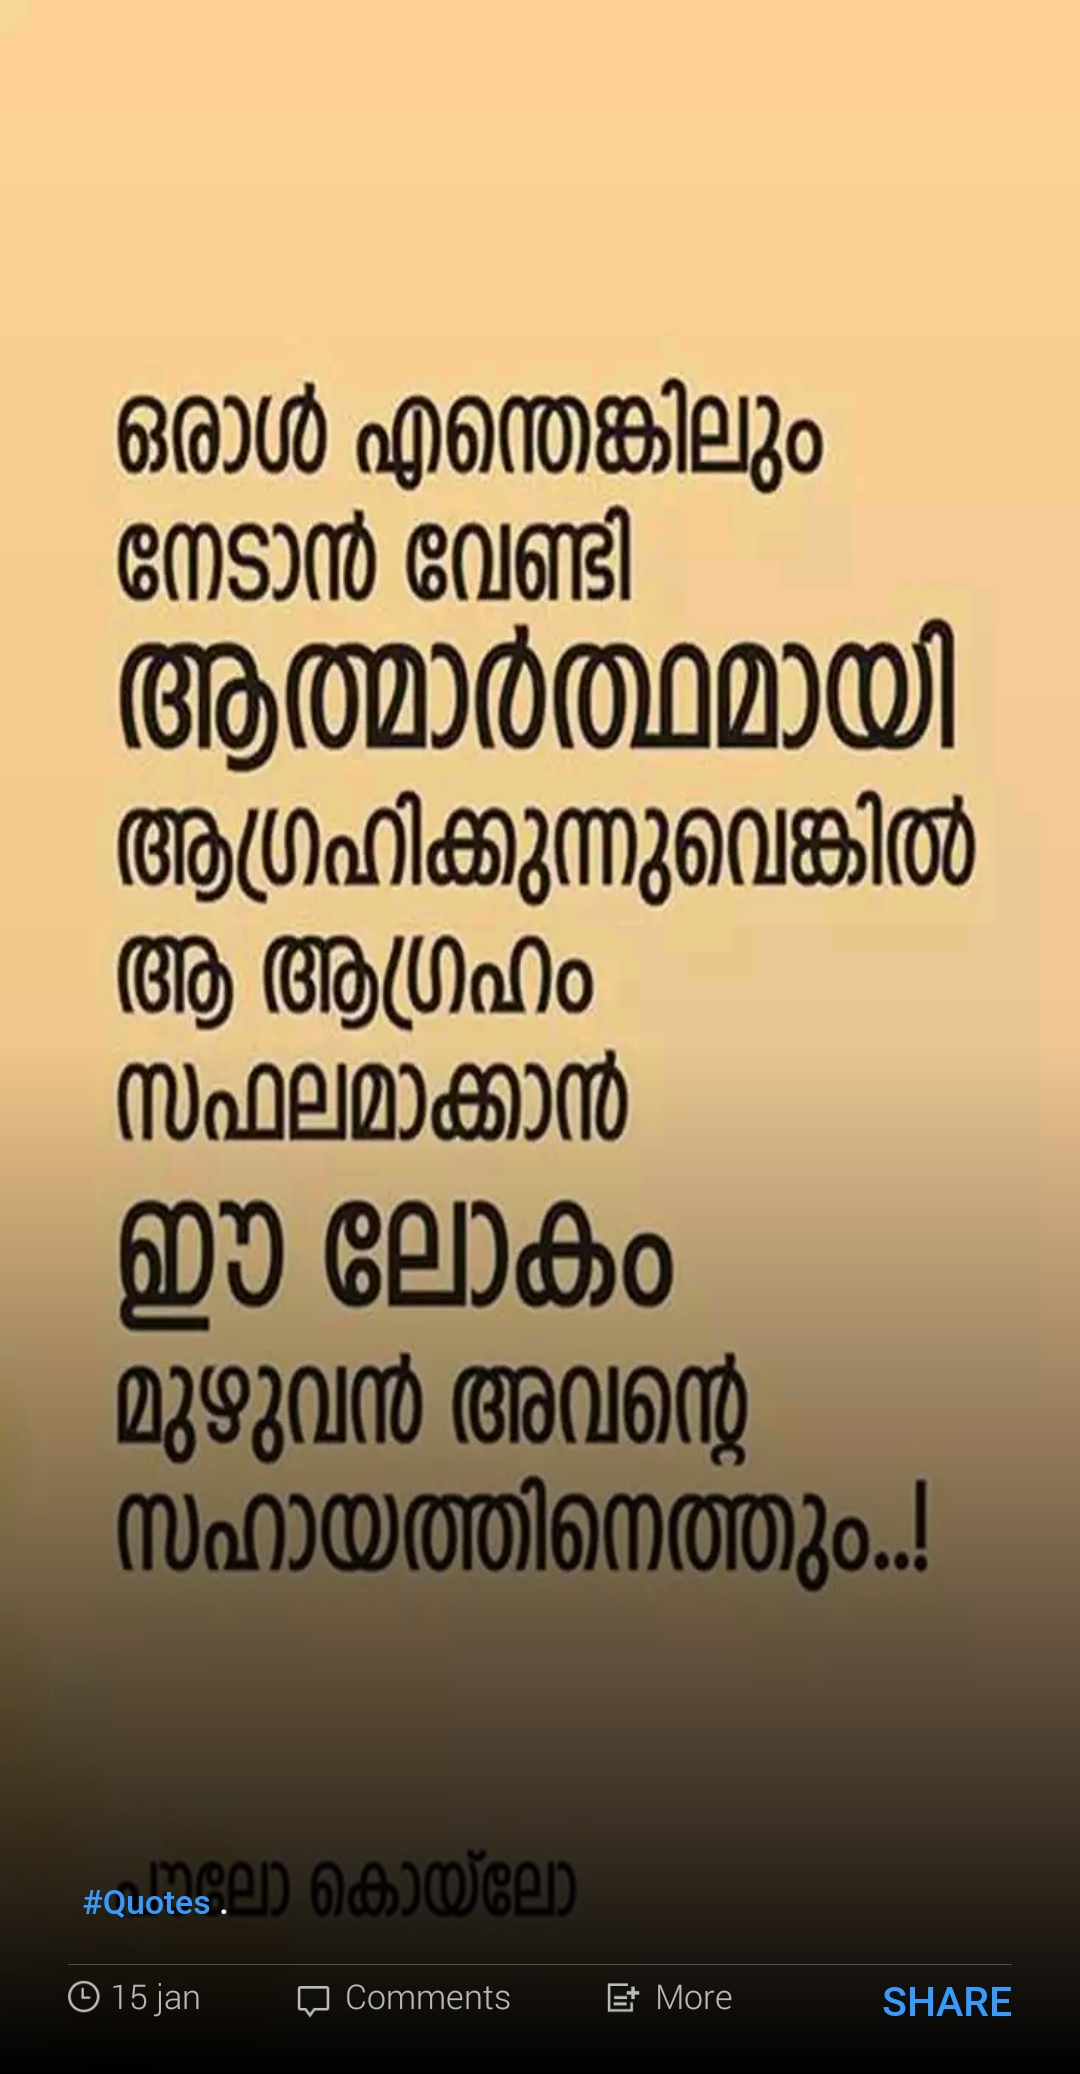 ഒരാൾ എന്തെങ്കിലും
നേടാൻ വേണ്ടി
ആത്മാർത്ഥമായി
ആഗ്രഹിക്കുന്നുവെങ്കിൽ
ആ ആഗ്രഹം
സഫലമാക്കാൻ
ഈ ലോകം
മുഴുവൻ അവന്റെ
സഹായത്തിനെത്തും..!
പൗലോ കൊയ്ലോ
#Quotes .
15 jan Comments More SHARE